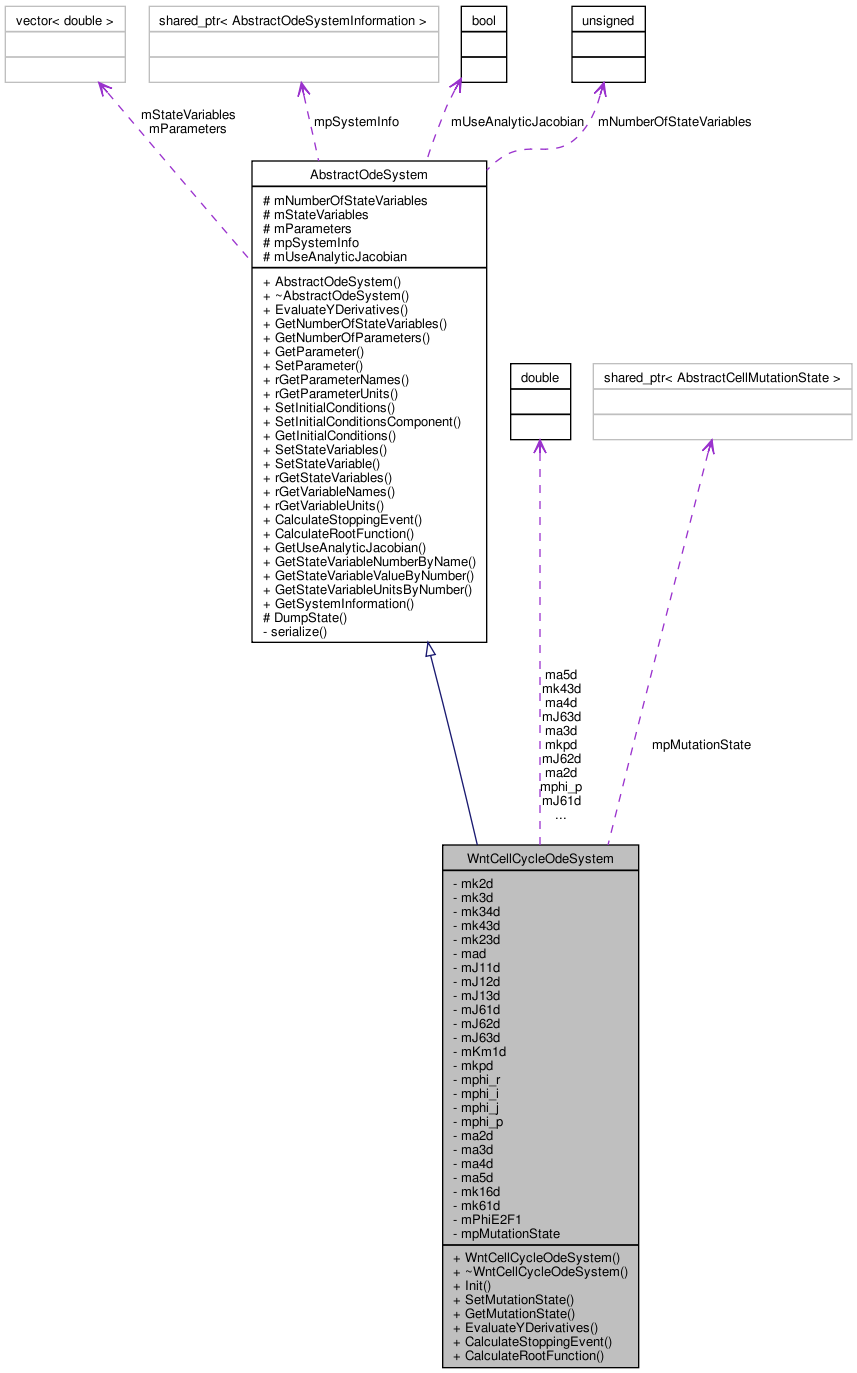 vector< double >
shared_ptr< AbstractOdeSystemInformation >
bool
unsigned
mStateVariables
mParameters
mpSystemInfo
mUseAnalyticJacobian
mNumberOfStateVariables
AbstractOdeSystem
# mNumberOfStateVariables
# mStateVariables
# mParameters
# mpSystemInfo
# mUseAnalyticJacobian
+ AbstractOdeSystem()
+ ~AbstractOdeSystem()
+ EvaluateYDerivatives()
+ GetNumberOfStateVariables()
+ GetNumberOfParameters()
+ GetParameter()
+ SetParameter()
+ rGetParameterNames()
+ rGetParameterUnits()
+ SetInitialConditions()
+ SetInitialConditionsComponent()
+ GetInitialConditions()
+ SetStateVariables()
+ SetStateVariable()
+ rGetStateVariables()
+ rGetVariableNames()
+ rGetVariableUnits()
+ CalculateStoppingEvent()
+ CalculateRootFunction()
+ GetUseAnalyticJacobian()
+ GetStateVariableNumberByName()
+ GetStateVariableValueByNumber()
+ GetStateVariableUnitsByNumber()
+ GetSystemInformation()
# DumpState()
- serialize()
double
shared_ptr< AbstractCellMutationState >
ma5d
mk43d
ma4d
mJ63d
ma3d
mkpd
mJ62d
ma2d
mphi_p
mJ61d
...
mpMutationState
WntCellCycleOdeSystem
- mk2d
- mk3d
- mk34d
- mk43d
- mk23d
- mad
- mJ11d
- mJ12d
- mJ13d
- mJ61d
- mJ62d
- mJ63d
- mKm1d
- mkpd
- mphi_r
- mphi_i
- mphi_j
- mphi_p
- ma2d
- ma3d
- ma4d
- ma5d
- mk16d
- mk61d
- mPhiE2F1
- mpMutationState
+ WntCellCycleOdeSystem()
+ ~WntCellCycleOdeSystem()
+ Init()
+ SetMutationState()
+ GetMutationState()
+ EvaluateYDerivatives()
+ CalculateStoppingEvent()
+ CalculateRootFunction()